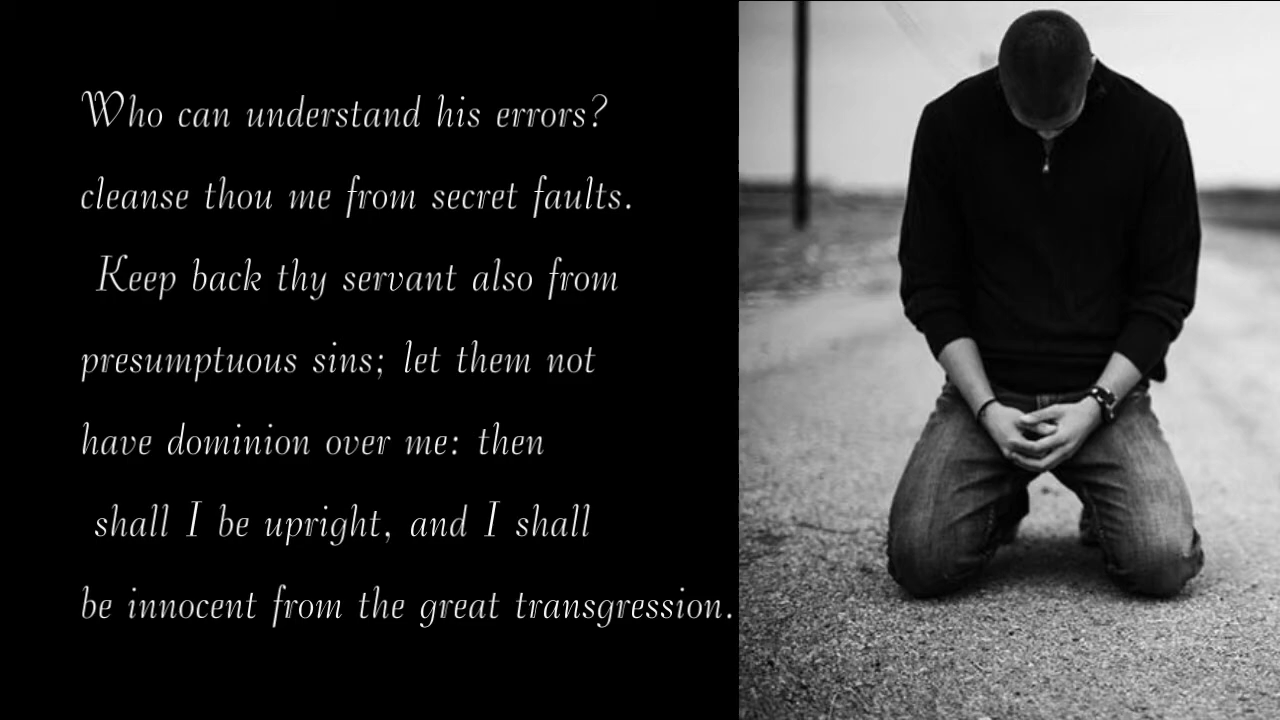 Who can understand his errors?
cleanse thou me from secret faults.
Keep back thy servant also from
presumptuous sins; let them not
have dominion over me: then
shall I be upright, and I shall
be innocent from the great transgression.